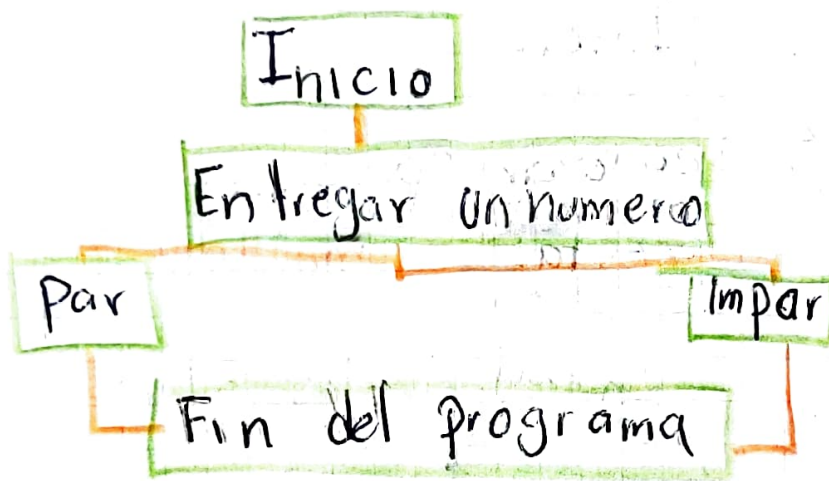 Inicio
Entregar un numero
Par
Impar
Fin del programa